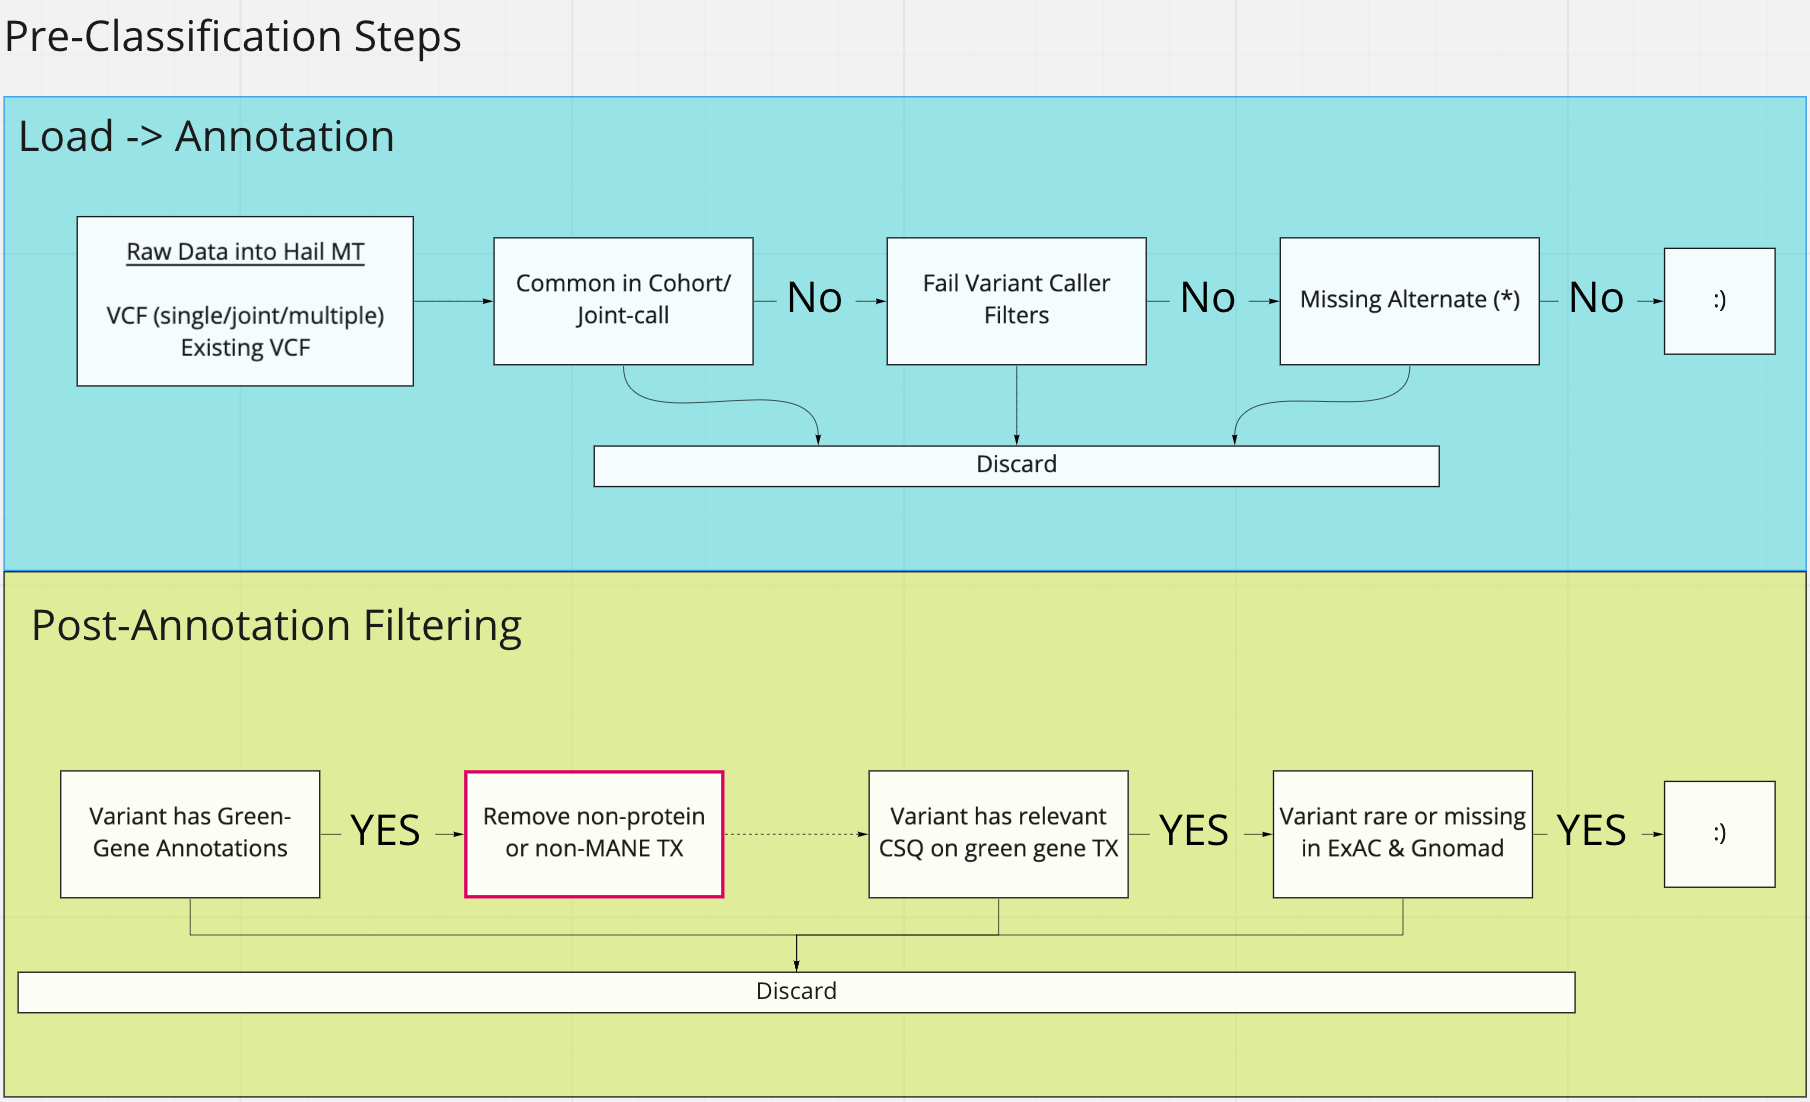 Pre-Classification Steps
Load -> Annotation
Raw Data into Hail MT
VCF (single/joint/multiple)
Existing VCF
Common in Cohort/
Joint-call
No
Fail Variant Caller
Filters
No
Missing Alternate (*)
No
:)
Discard
Post-Annotation Filtering
Variant has Green-
Gene Annotations
YES
Remove non-protein
or non-MANE TX
Variant has relevant
CSQ on green gene TX
YES
Variant rare or missing
in ExAC & Gnomad
YES
:)
Discard